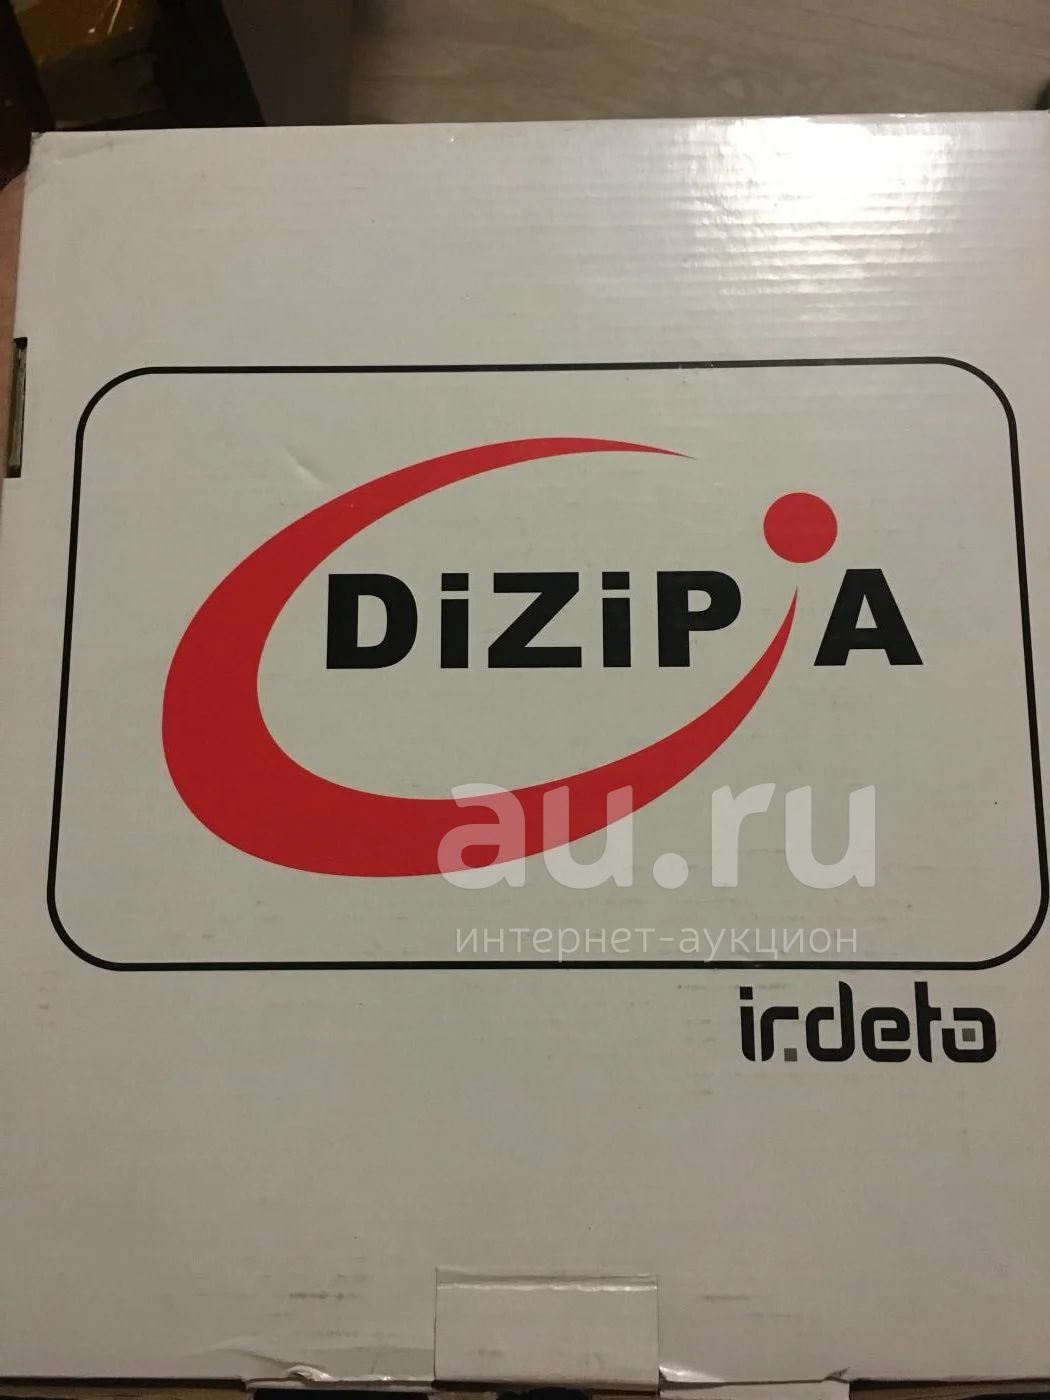 DiZiPiA
au.ru
интернет-аукцион
irdeto